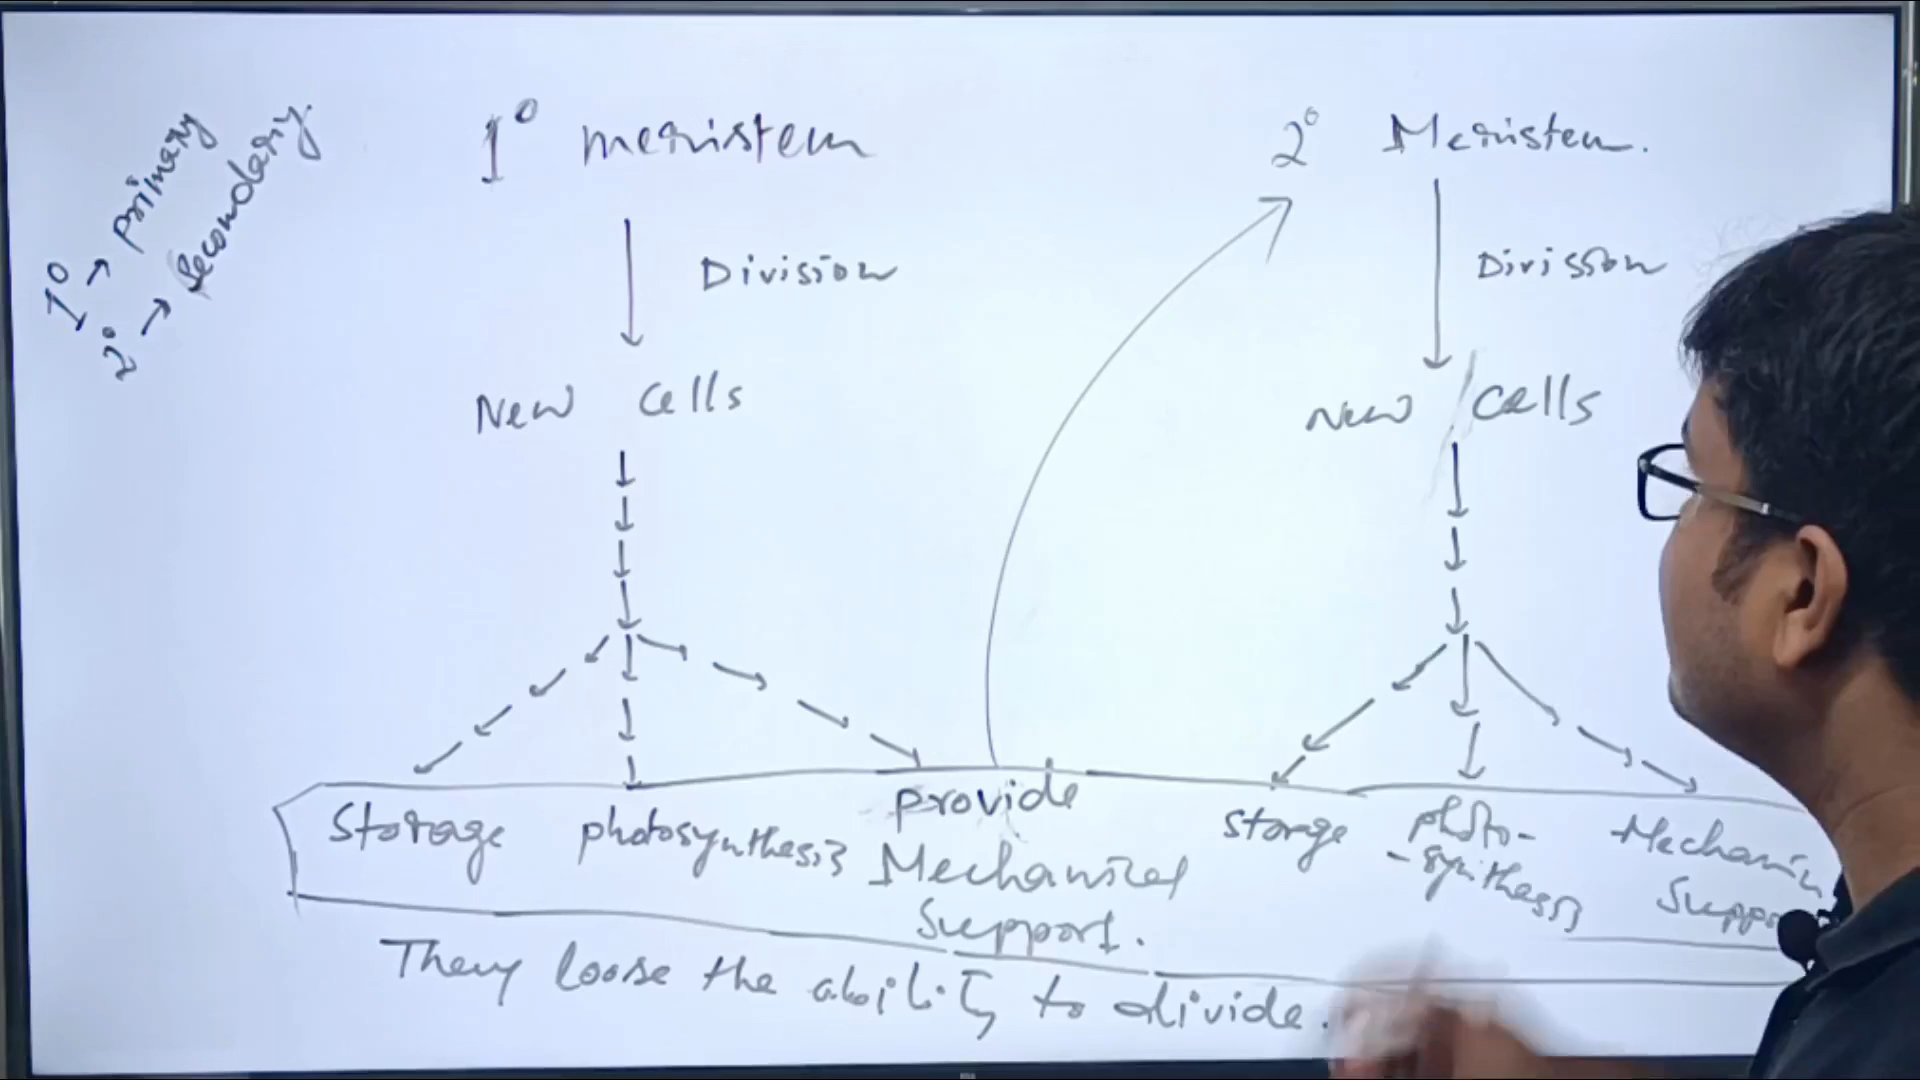 1° → primary
2° → Secondary.
1° meristem
Division
New cells
Storage photosynthesis provide
Mechanical
Support.
2° Meristem.
Division
New cells
storage photo-
-synthesis
They loose the ability to divide.